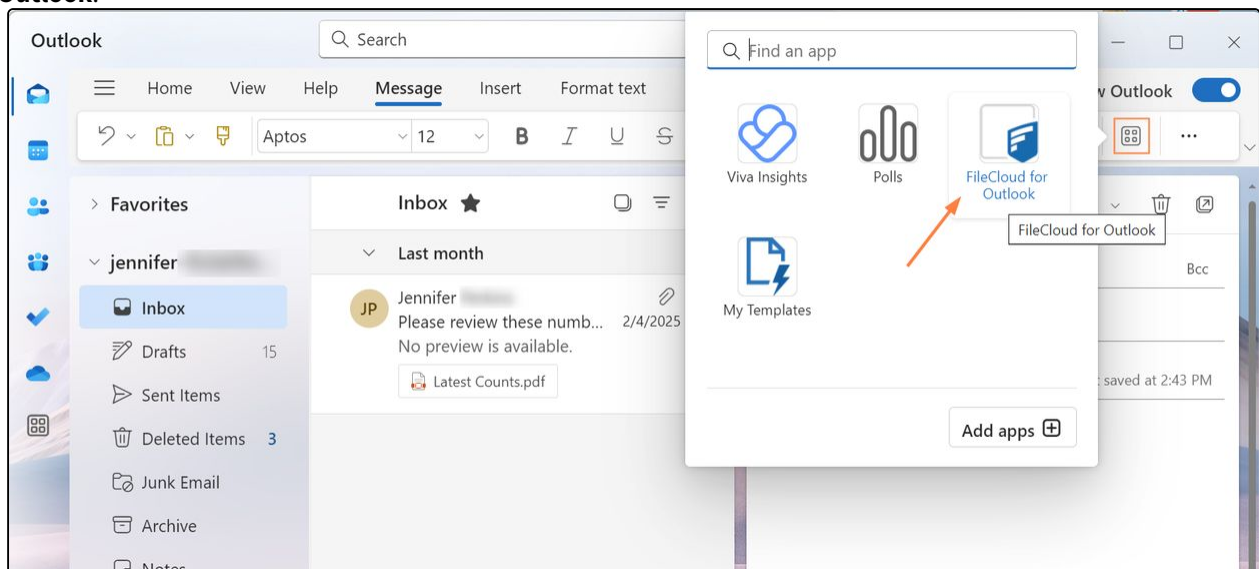 Outlook.
Outlook
Search
Find an app
w Outlook
Home View Help Message Insert Format text
Aptos 12 B I U S
Viva Insights
Polls
FileCloud for
Outlook
FileCloud for Outlook
My Templates
Add apps
Favorites
jennifer
Inbox
Drafts 15
Sent Items
Deleted Items 3
Junk Email
Archive
Notes
Inbox
Last month
JP
Jennifer
Please review these numb... 2/4/2025
No preview is available.
Latest Counts.pdf
Bcc
saved at 2:43 PM